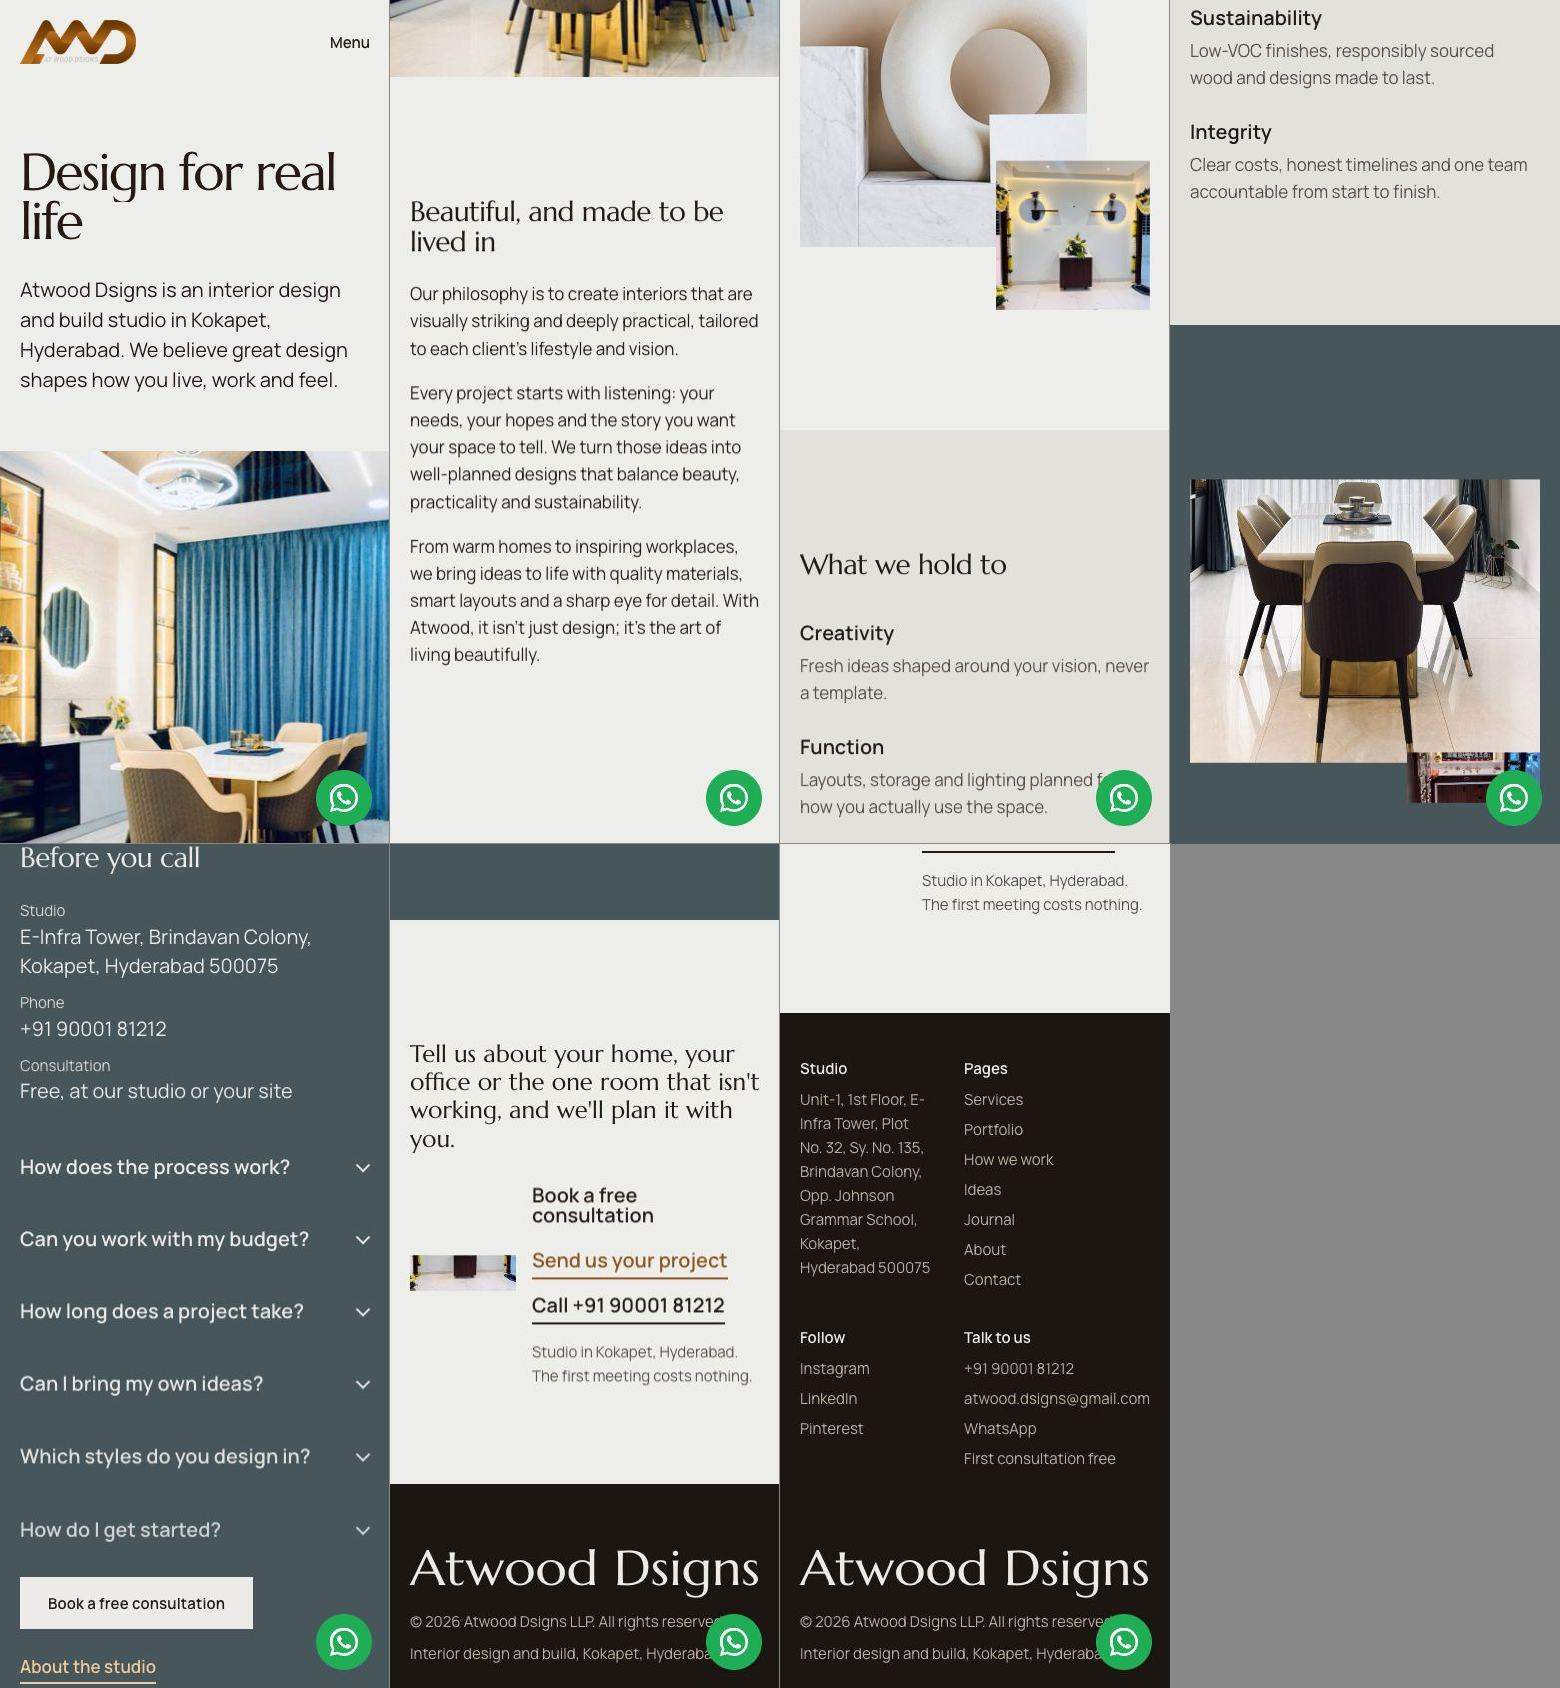 AT WOOD DSIGNS
Menu
Design for real
life
Atwood Dsigns is an interior design
and build studio in Kokapet,
Hyderabad. We believe great design
shapes how you live, work and feel.
Beautiful, and made to be
lived in
Our philosophy is to create interiors that are
visually striking and deeply practical, tailored
to each client’s lifestyle and vision.
Every project starts with listening: your
needs, your hopes and the story you want
your space to tell. We turn those ideas into
well-planned designs that balance beauty,
practicality and sustainability.
From warm homes to inspiring workplaces,
we bring ideas to life with quality materials,
smart layouts and a sharp eye for detail. With
Atwood, it isn’t just design; it’s the art of
living beautifully.
What we hold to
Creativity
Fresh ideas shaped around your vision, never
a template.
Function
Layouts, storage and lighting planned
how you actually use the space.
Sustainability
Low-VOC finishes, responsibly sourced
wood and designs made to last.
Integrity
Clear costs, honest timelines and one team
accountable from start to finish.
Before you call
Studio
E-Infra Tower, Brindavan Colony,
Kokapet, Hyderabad 500075
Phone
+91 90001 81212
Consultation
Free, at our studio or your site
How does the process work?
Can you work with my budget?
How long does a project take?
Can I bring my own ideas?
Which styles do you design in?
How do I get started?
Book a free consultation
About the studio
Tell us about your home, your
office or the one room that isn't
working, and we'll plan it with
you.
Book a free
consultation
Send us your project
Call +91 90001 81212
Studio in Kokapet, Hyderabad.
The first meeting costs nothing.
Atwood Dsigns
© 2026 Atwood Dsigns LLP. All rights reserved
Interior design and build, Kokapet,
Studio in Kokapet, Hyderabad.
The first meeting costs nothing.
Studio
Unit-1, 1st Floor, E-
Infra Tower, Plot
No. 32, Sy. No. 135,
Brindavan Colony,
Opp. Johnson
Grammar School,
Kokapet,
Hyderabad 500075
Pages
Services
Portfolio
How we work
Ideas
Journal
About
Contact
Follow
Instagram
LinkedIn
Pinterest
Talk to us
+91 90001 81212
atwood.dsigns@gmail.com
WhatsApp
First consultation free
Atwood Dsigns
© 2026 Atwood Dsigns LLP. All rights reserved
Interior design and build, Kokapet,